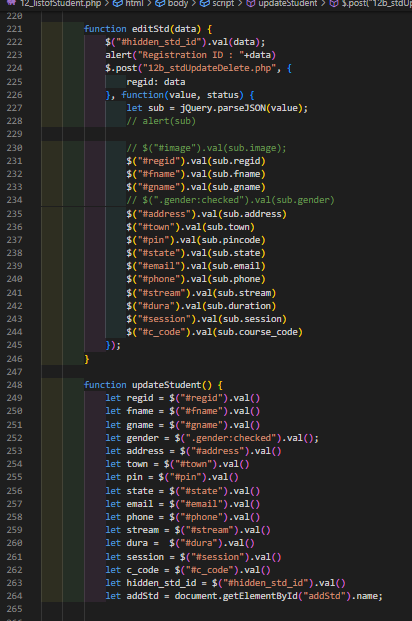 12_listofStudent.php > html > body > script > updateStudent > $.post("12b_stdUp
220
221 function editStd(data) {
222 $("#hidden_std_id").val(data);
223 alert("Registration ID : "+data)
224 $.post("12b_stdUpdateDelete.php", {
225 regid: data
226 }, function(value, status) {
227 let sub = jQuery.parseJSON(value);
228 // alert(sub)
229
230 // $("#image").val(sub.image);
231 $("#regid").val(sub.regid)
232 $("#fname").val(sub.fname)
233 $("#gname").val(sub.gname)
234 // $(".gender:checked").val(sub.gender)
235 $("#address").val(sub.address)
236 $("#town").val(sub.town)
237 $("#pin").val(sub.pincode)
238 $("#state").val(sub.state)
239 $("#email").val(sub.email)
240 $("#phone").val(sub.phone)
241 $("#stream").val(sub.stream)
242 $("#dura").val(sub.duration)
243 $("#session").val(sub.session)
244 $("#c_code").val(sub.course_code)
245 });
246 }
247
248 function updateStudent() {
249 let regid = $("#regid").val()
250 let fname = $("#fname").val()
251 let gname = $("#gname").val()
252 let gender = $(".gender:checked").val();
253 let address = $("#address").val()
254 let town = $("#town").val()
255 let pin = $("#pin").val()
256 let state = $("#state").val()
257 let email = $("#email").val()
258 let phone = $("#phone").val()
259 let stream = $("#stream").val()
260 let dura = $("#dura").val()
261 let session = $("#session").val()
262 let c_code = $("#c_code").val()
263 let hidden_std_id = $("#hidden_std_id").val()
264 let addStd = document.getElementById("addStd").name;
265